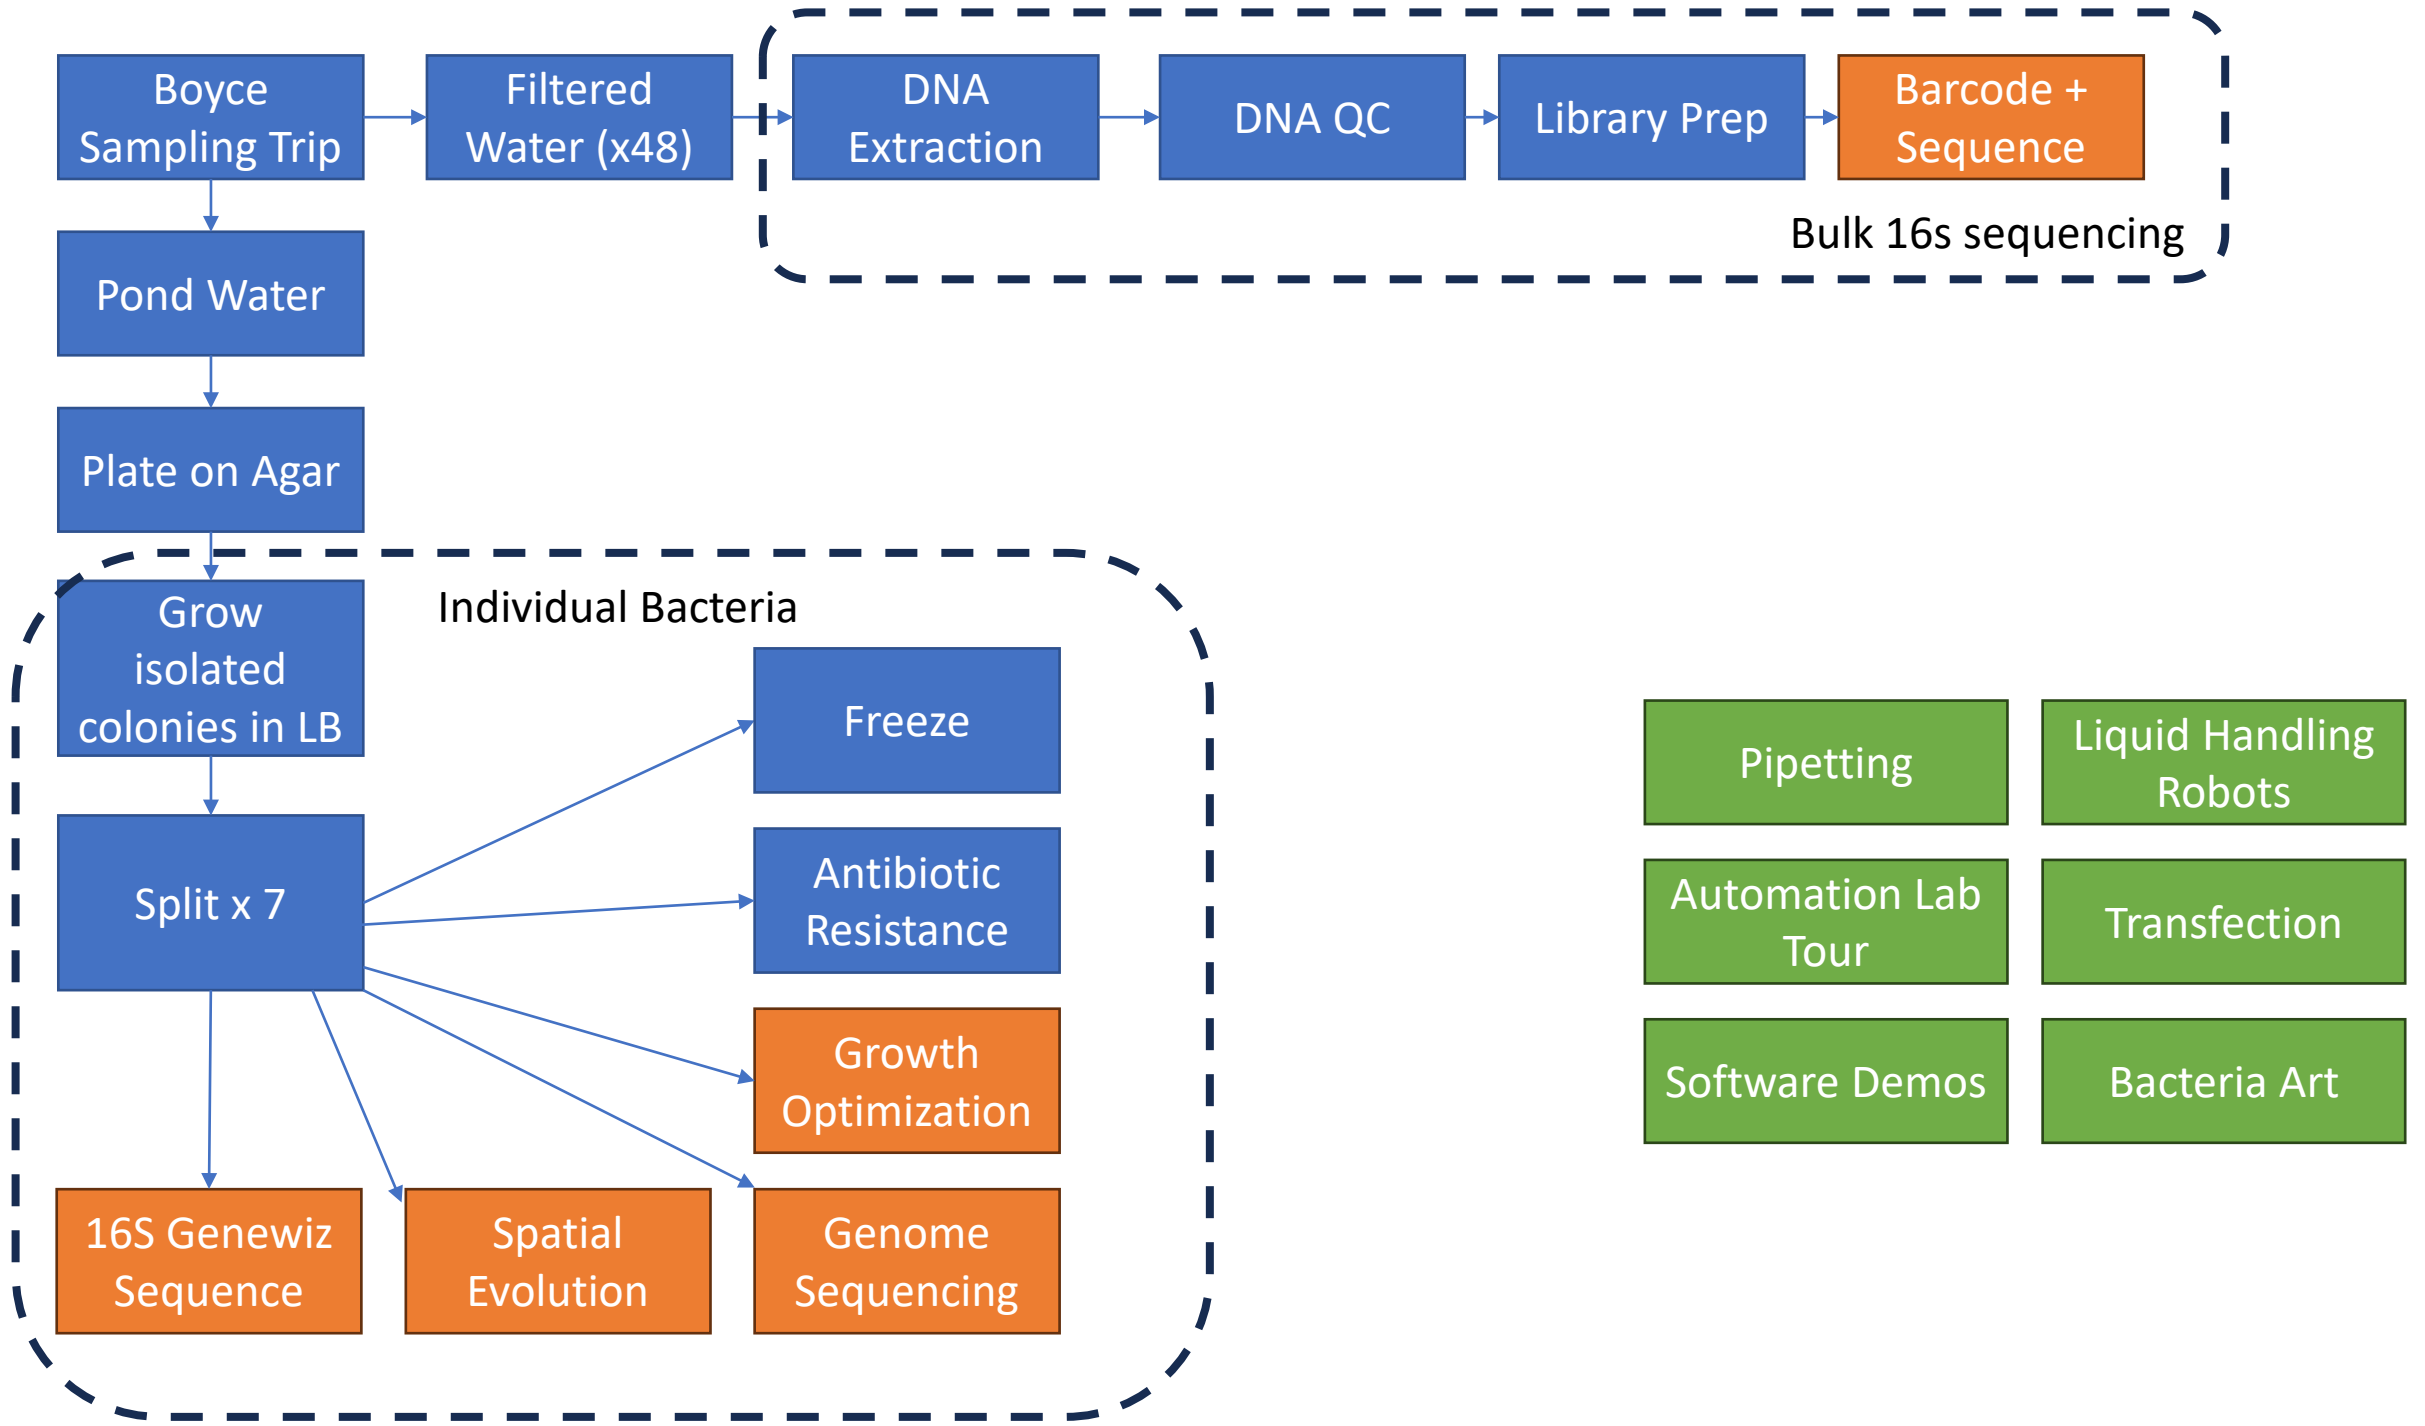 Boyce
Sampling Trip
Filtered
Water (x48)
DNA
Extraction
DNA QC
Library Prep
Barcode +
Sequence
Bulk 16s sequencing
Pond Water
Plate on Agar
Grow
isolated
colonies in LB
Individual Bacteria
Split x 7
Freeze
Antibiotic
Resistance
Growth
Optimization
16S Genewiz
Sequence
Spatial
Evolution
Genome
Sequencing
Pipetting
Liquid Handling
Robots
Automation Lab
Tour
Transfection
Software Demos
Bacteria Art